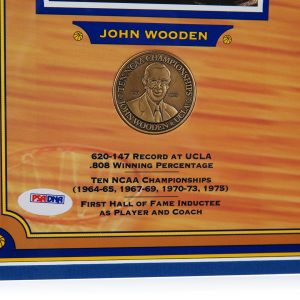 JOHN WOODEN
TEN NCAA CHAMPIONSHIPS
JOHN WOODEN UCLA
620-147 RECORD AT UCLA
.808 WINNING PERCENTAGE
TEN NCAA CHAMPIONSHIPS
(1964-65, 1967-69, 1970-73, 1975)
FIRST HALL OF FAME INDUCTEE
AS PLAYER AND COACH
PSA/DNA